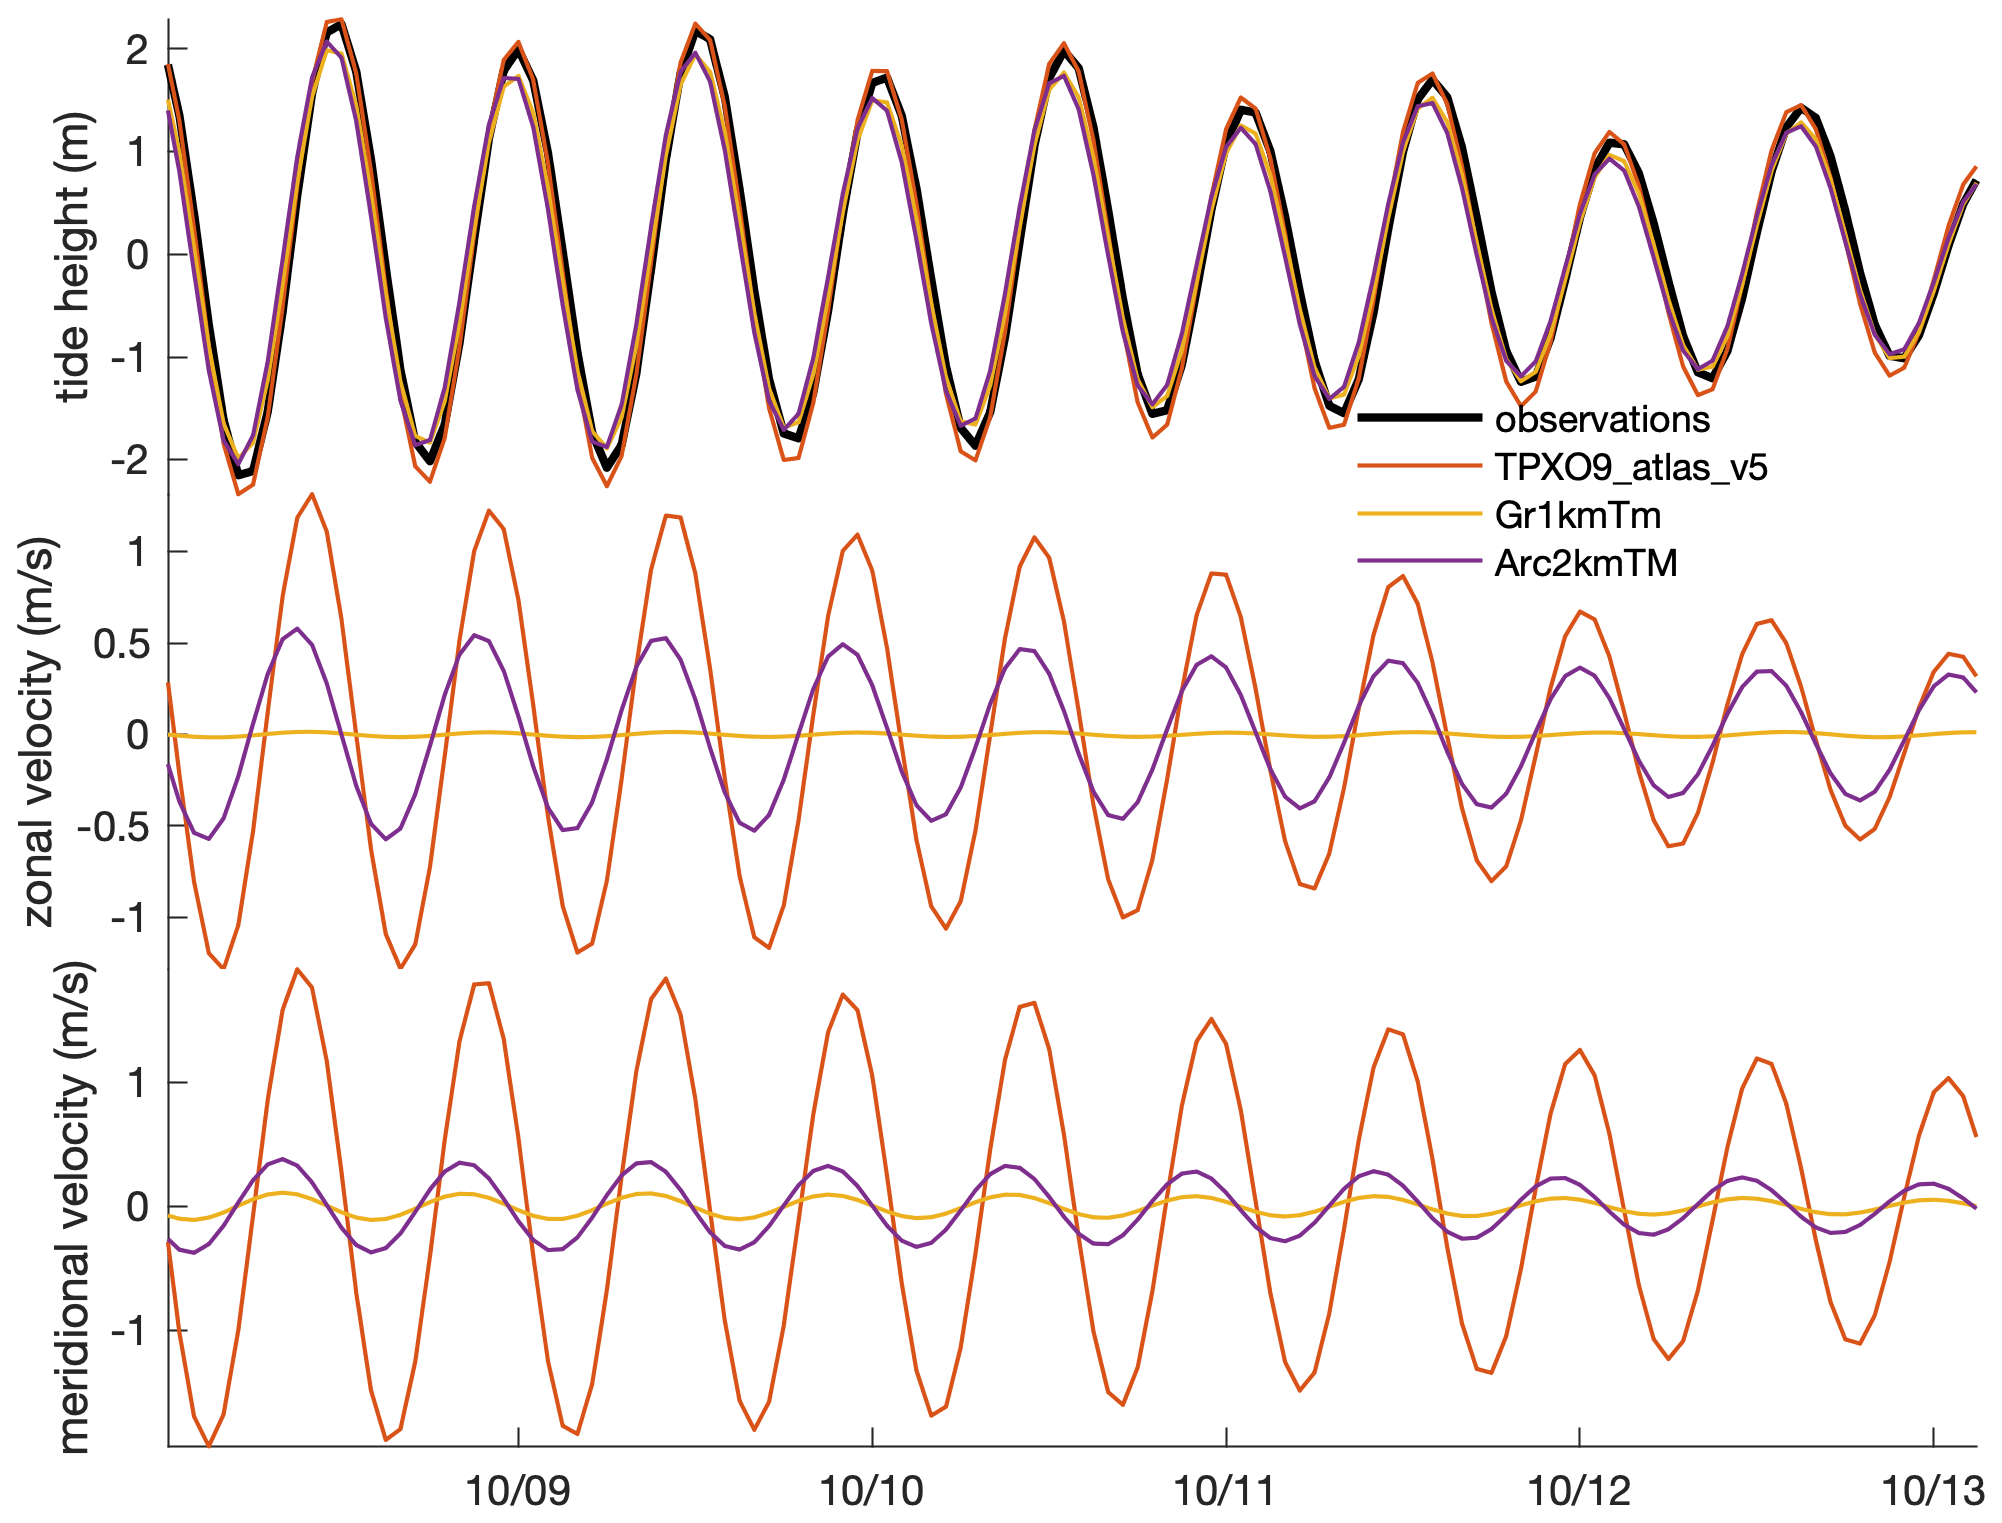 tide height (m)
2
1
0
-1
-2
observations
TPXO9_atlas_v5
Gr1kmTm
Arc2kmTM
zonal velocity (m/s)
1
0.5
0
-0.5
-1
meridional velocity (m/s)
1
0
-1
10/09
10/10
10/11
10/12
10/13